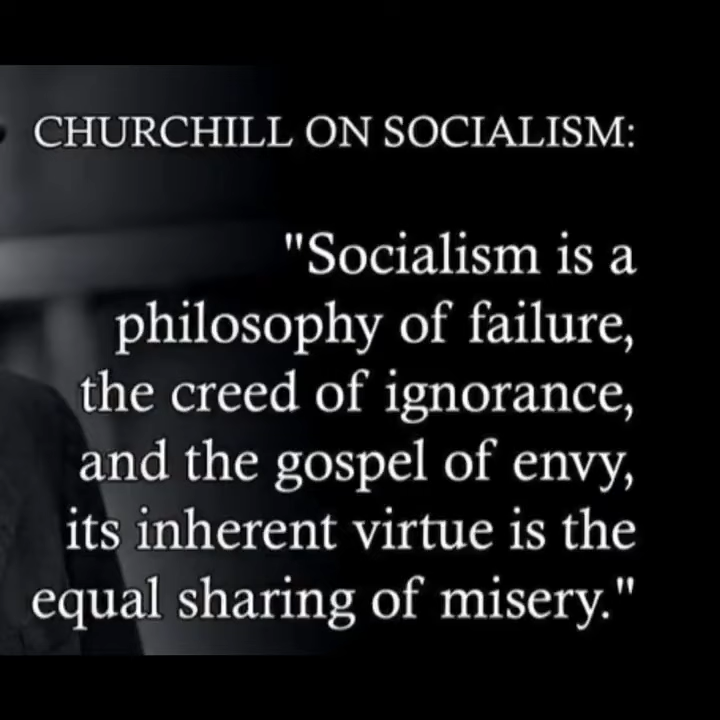 CHURCHILL ON SOCIALISM:
"Socialism is a
philosophy of failure,
the creed of ignorance,
and the gospel of envy,
its inherent virtue is the
equal sharing of misery."